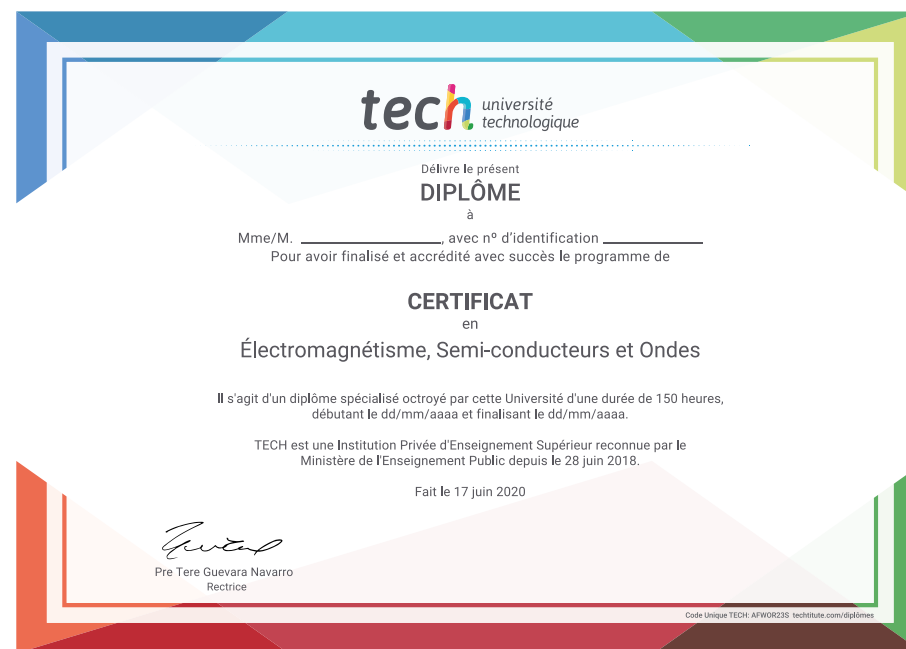 tech université
technologique
Délivre le présent
DIPLÔME
à
Mme/M. ____________________, avec nº d'identification ______________
Pour avoir finalisé et accrédité avec succès le programme de
CERTIFICAT
en
Électromagnétisme, Semi-conducteurs et Ondes
Il s'agit d'un diplôme spécialisé octroyé par cette Université d'une durée de 150 heures,
débutant le dd/mm/aaaa et finalisant le dd/mm/aaaa.
TECH est une Institution Privée d'Enseignement Supérieur reconnue par le
Ministère de l'Enseignement Public depuis le 28 juin 2018.
Fait le 17 juin 2020
Pre Tere Guevara Navarro
Rectrice
Code Unique TECH: AFWOR23S techtitute.com/diplômes